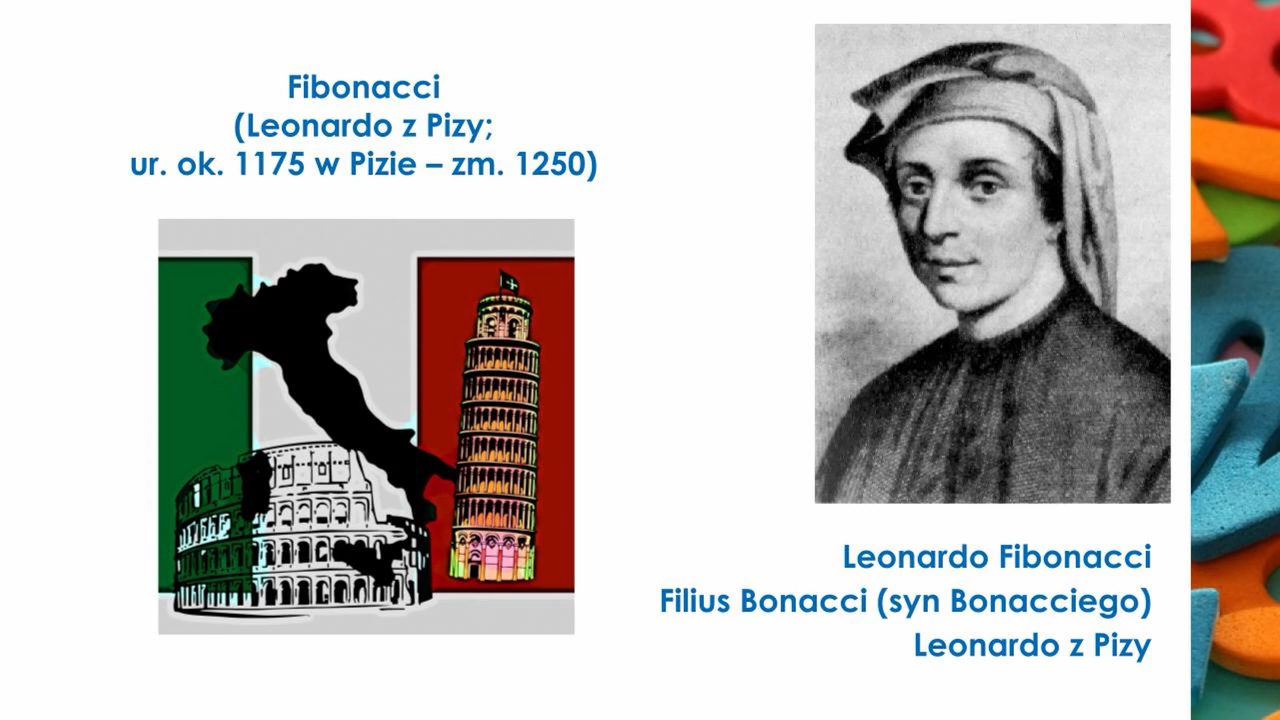 Fibonacci
(Leonardo z Pizy;
ur. ok. 1175 w Pizie – zm. 1250)
Leonardo Fibonacci
Filius Bonacci (syn Bonacciego)
Leonardo z Pizy